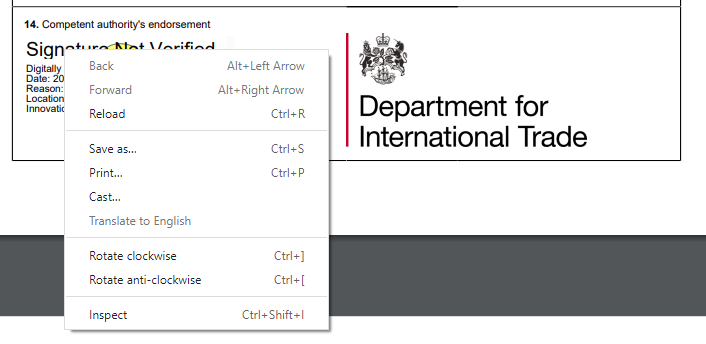 14. Competent authority's endorsement
Signature Not Verified
Digitally
Date: 20
Reason:
Location
Innovatio
Department for
International Trade
Back Alt+Left Arrow
Forward Alt+Right Arrow
Reload Ctrl+R
Save as... Ctrl+S
Print... Ctrl+P
Cast...
Translate to English
Rotate clockwise Ctrl+]
Rotate anti-clockwise Ctrl+[
Inspect Ctrl+Shift+I